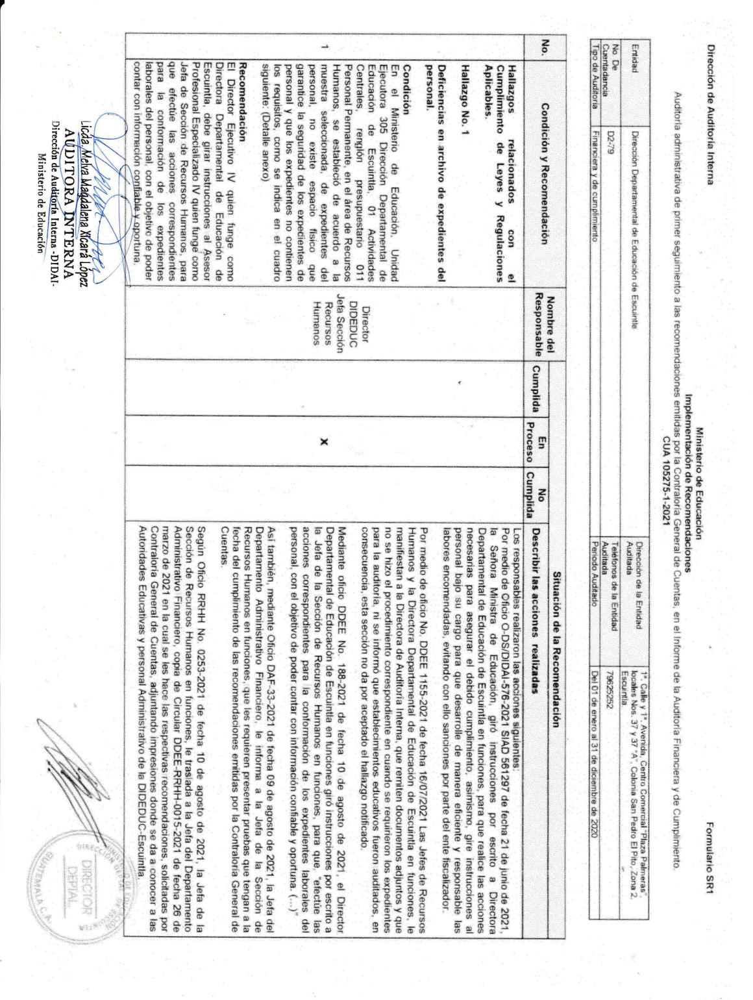 Dirección de Auditoría Interna
Formulario SR1
Ministerio de Educación
Implementación de Recomendaciones
Auditoría administrativa de primer seguimiento a las recomendaciones emitidas por la Contraloría General de Cuentas, en el Informe de la Auditoría Financiera y de Cumplimiento.
CUA 105275-1-2021
Entidad
Dirección Departamental de Educación de Escuintla
Dirección de la Entidad
Auditada
1ª. Calle y 1ª. Avenida, Centro Comercial "Plaza Palmeras",
locales Nos. 37 y 37 "A", Colonia San Pedro El Pito, Zona 2,
Escuintla.
No. De
Cuentadancia
D2-79
Teléfonos de la Entidad
Auditada
79625252
Tipo de Auditoría
Financiera y de cumplimiento
Período Auditado
Del 01 de enero al 31 de diciembre de 2020
No.
Condición y Recomendación
Nombre del
Responsable
Situación de la Recomendación
Cumplida
En
Proceso
No
Cumplida
Describir las acciones realizadas
1
Hallazgos relacionados con el
Cumplimiento de Leyes y Regulaciones
Aplicables.
Hallazgo No. 1
Deficiencias en archivo de expedientes del
personal.
Condición
En el Ministerio de Educación, Unidad
Ejecutora 305 Dirección Departamental de
Educación de Escuintla, 01 Actividades
Centrales, renglón presupuestario 011
Personal Permanente, en el área de Recursos
Humanos, se estableció de acuerdo a la
muestra seleccionada, de expedientes del
personal, no existe espacio físico que
garantice la seguridad de los expedientes de
personal y que los expedientes no contienen
los requisitos, como se indica en el cuadro
siguiente: (Detalle anexo)
Recomendación
El Director Ejecutivo IV quien funge como
Directora Departamental de Educación de
Escuintla, debe girar instrucciones al Asesor
Profesional Especializado IV quien funge como
Jefa de Sección de Recursos Humanos, para
que efectúe las acciones correspondientes
para la conformación de los expedientes
laborales del personal, con el objetivo de poder
contar con información confiable y oportuna.
Director
DIDEDUC
Jefa Sección
Recursos
Humanos
X
Los responsables realizaron las acciones siguientes:
Por medio de Oficio O-DS/DIDAI-576-2021 SIAD 561297 de fecha 21 de junio de 2021,
la Señora Ministra de Educación, giró instrucciones por escrito a Directora
Departamental de Educación de Escuintla en funciones, para que realice las acciones
necesarias para asegurar el debido cumplimiento, asimismo, gire instrucciones al
personal bajo su cargo para que desarrolle de manera eficiente y responsable las
labores encomendadas, evitando con ello sanciones por parte del ente fiscalizador.
Por medio de oficio No. DDEE 1155-2021 de fecha 16/07/2021 Las Jefes de Recursos
Humanos y la Directora Departamental de Educación de Escuintla en funciones, le
manifiestan a la Directora de Auditoría Interna, que remiten documentos adjuntos y que
no se hizo el procedimiento correspondiente en cuando se requirieron los expedientes
para la auditoría, ni se informó que establecimientos educativos fueron auditados, en
consecuencia, esta sección no da por aceptado el hallazgo notificado.
Mediante oficio DDEE No. 188-2021 de fecha 10 de agosto de 2021, el Director
Departamental de Educación de Escuintla en funciones giró instrucciones por escrito a
la Jefa de la Sección de Recursos Humanos en funciones, para que, "efectúe las
acciones correspondientes para la conformación de los expedientes laborales del
personal, con el objetivo de poder contar con información confiable y oportuna. (...)"
Así también, mediante Oficio DAF-33-2021 de fecha 09 de agosto de 2021, la Jefa del
Departamento Administrativo Financiero, le informa a la Jefa de la Sección de
Recursos Humanos en funciones, que les requieren presentar pruebas que tengan a la
fecha del cumplimiento de las recomendaciones emitidas por la Contraloría General de
Cuentas.
Según Oficio RRHH No. 0253-2021 de fecha 10 de agosto de 2021, la Jefa de la
Sección de Recursos Humanos en funciones, le traslada a la Jefa del Departamento
Administrativo Financiero, copia de Circular DDEE-RRHH-0015-2021 de fecha 26 de
marzo de 2021 en la cual se les hace las respectivas recomendaciones, solicitadas por
Contraloría General de Cuentas, adjuntando impresiones donde se da a conocer a las
Autoridades Educativas y personal Administrativo de la DIDEDUC-Escuintla.
Licda. Melva Magdalena Xicará López
AUDITORA INTERNA
Dirección de Auditoría Interna -DIDAI-
Ministerio de Educación
DIRECTOR
DEPTAL.
GUATEMALA C.A.